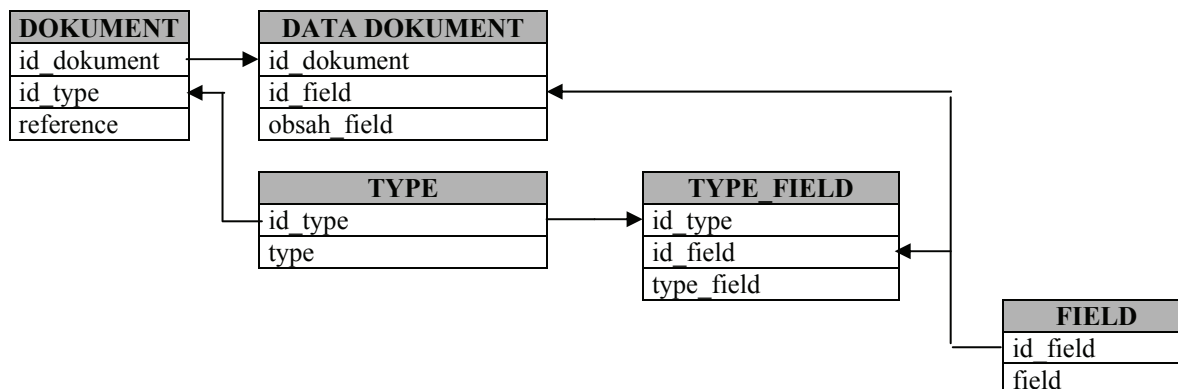 DOKUMENT
id_dokument
id_type
reference
DATA DOKUMENT
id_dokument
id_field
obsah_field
TYPE
id_type
type
TYPE_FIELD
id_type
id_field
type_field
FIELD
id_field
field